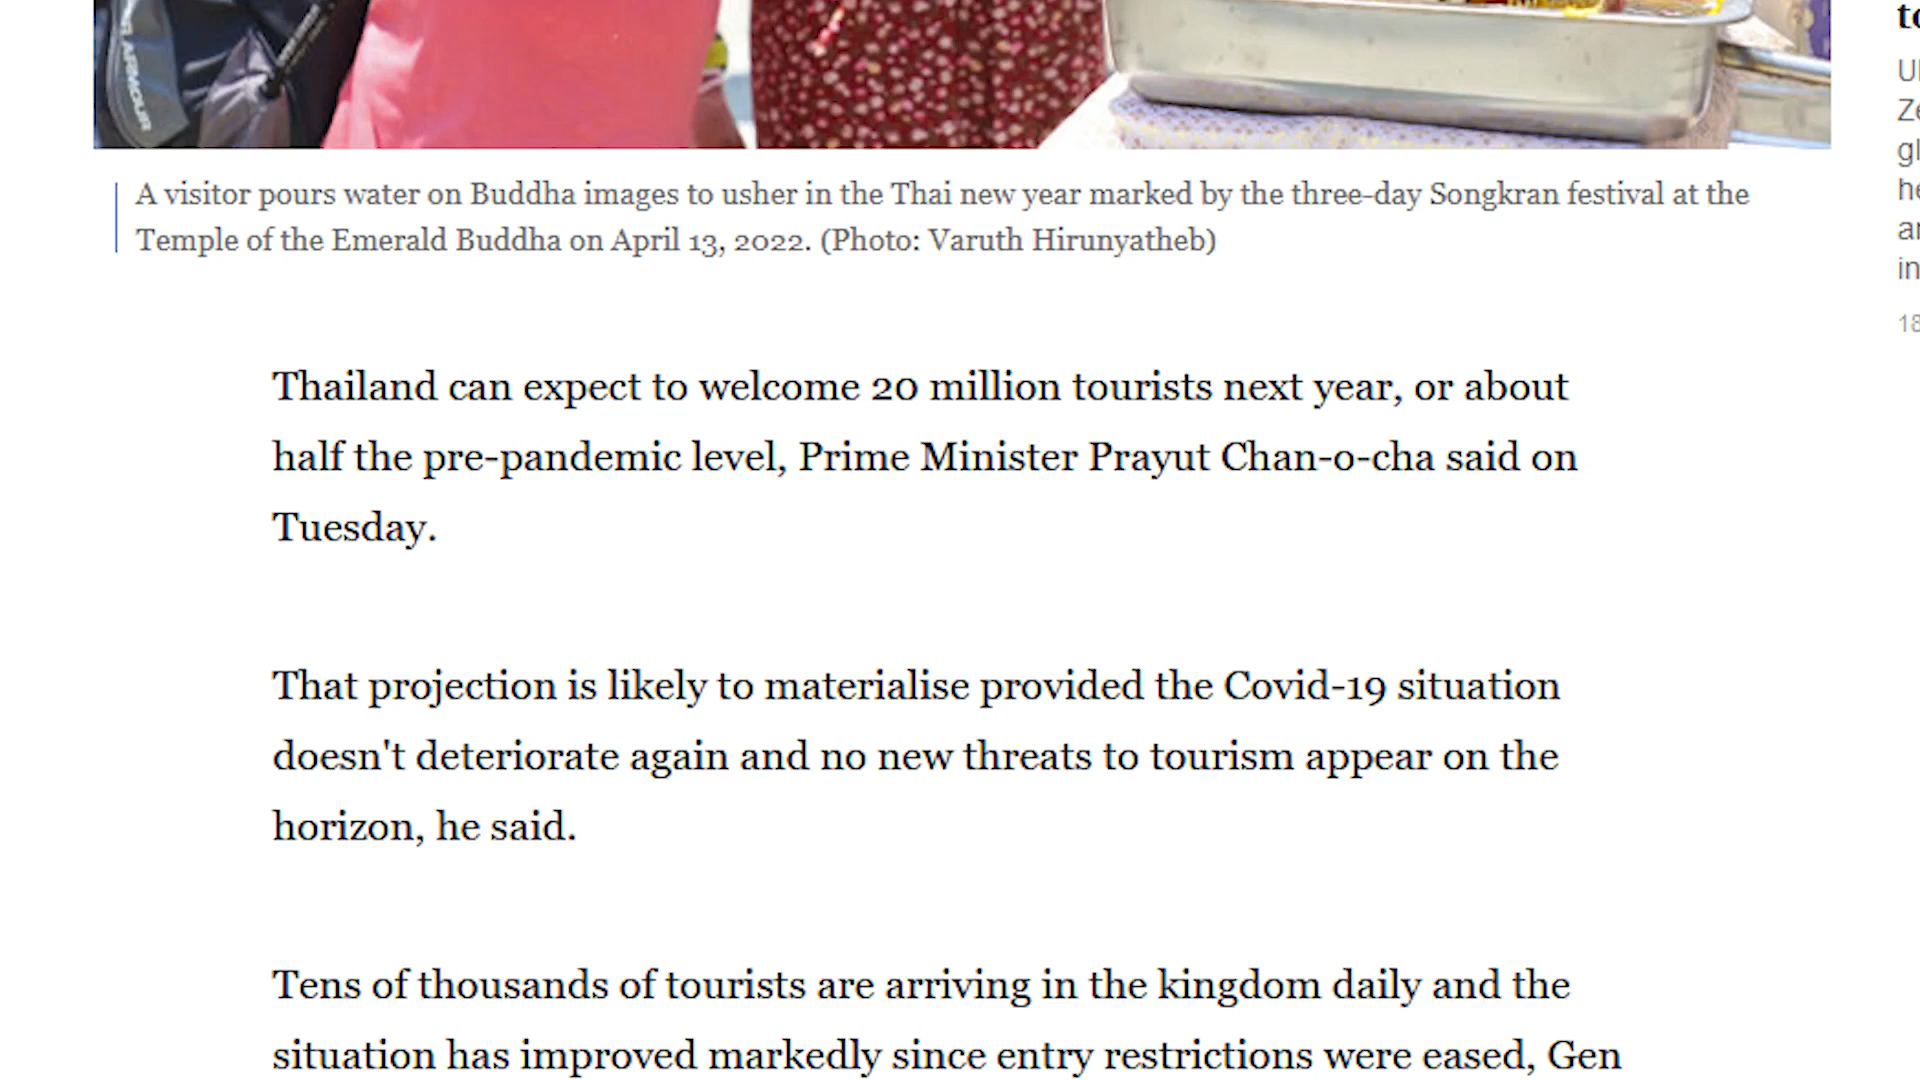 A visitor pours water on Buddha images to usher in the Thai new year marked by the three-day Songkran festival at the
Temple of the Emerald Buddha on April 13, 2022. (Photo: Varuth Hirunyatheb)
Thailand can expect to welcome 20 million tourists next year, or about
half the pre-pandemic level, Prime Minister Prayut Chan-o-cha said on
Tuesday.
That projection is likely to materialise provided the Covid-19 situation
doesn't deteriorate again and no new threats to tourism appear on the
horizon, he said.
Tens of thousands of tourists are arriving in the kingdom daily and the
situation has improved markedly since entry restrictions were eased, Gen